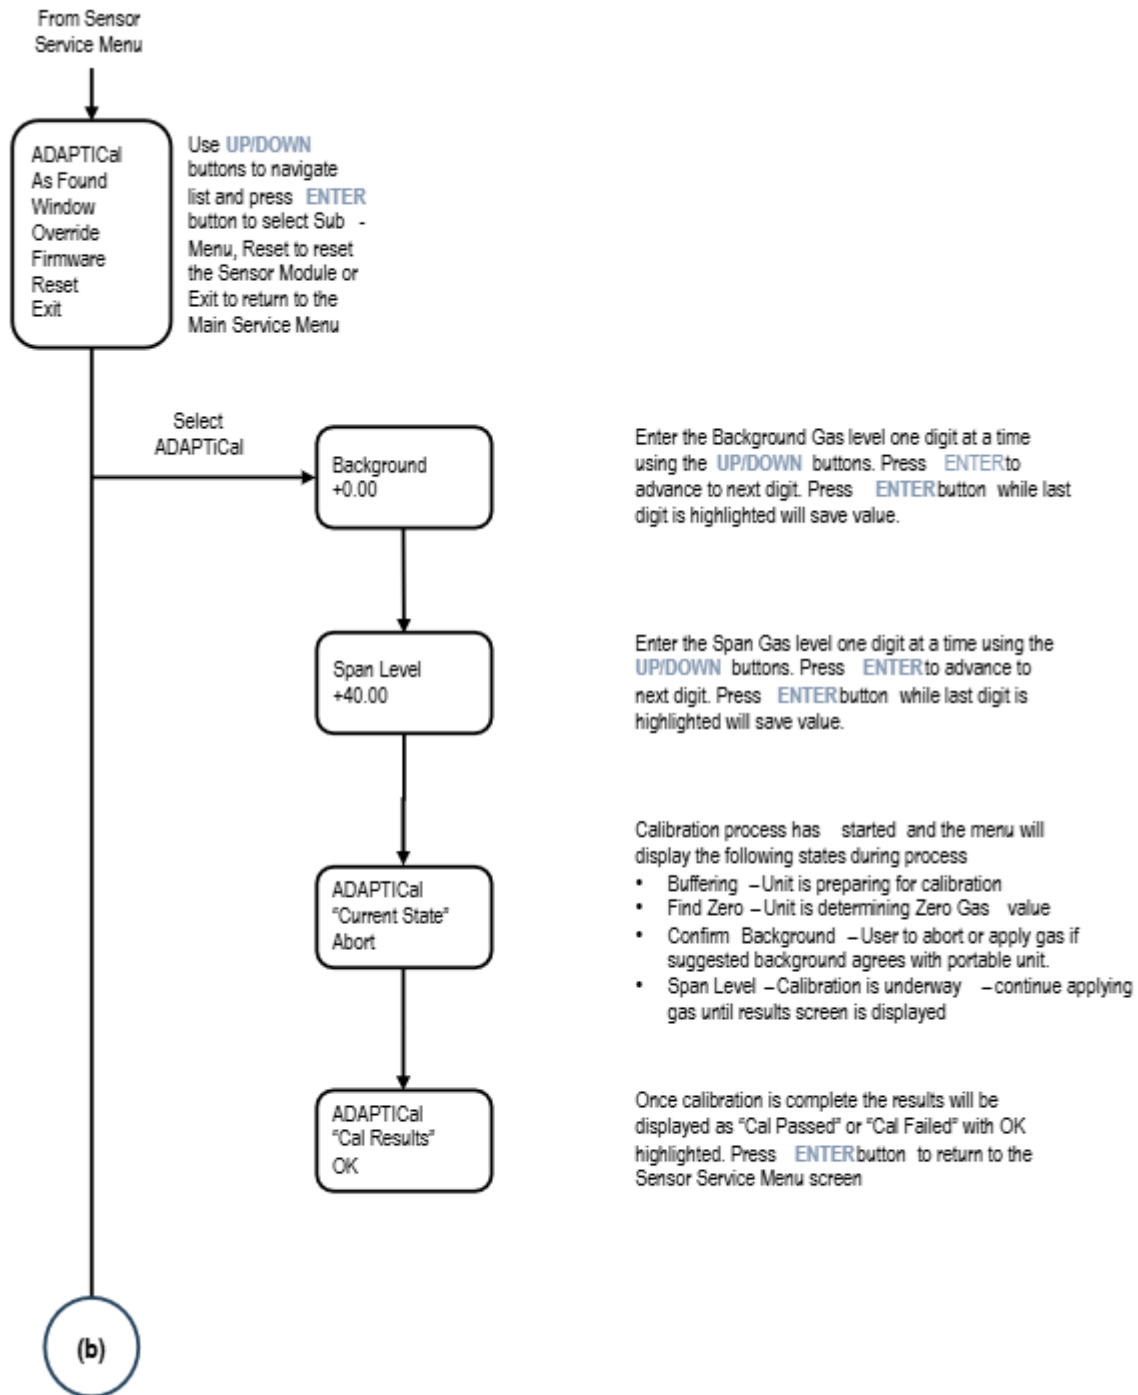 From Sensor
Service Menu
ADAPTICal
As Found
Window
Override
Firmware
Reset
Exit
Use UP/DOWN
buttons to navigate
list and press ENTER
button to select Sub -
Menu, Reset to reset
the Sensor Module or
Exit to return to the
Main Service Menu
Select
ADAPTiCal
Background
+0.00
Enter the Background Gas level one digit at a time
using the UP/DOWN buttons. Press ENTERto
advance to next digit. Press ENTERbutton while last
digit is highlighted will save value.
Span Level
+40.00
Enter the Span Gas level one digit at a time using the
UP/DOWN buttons. Press ENTERto advance to
next digit. Press ENTERbutton while last digit is
highlighted will save value.
ADAPTICal
“Current State”
Abort
Calibration process has started and the menu will
display the following states during process
• Buffering –Unit is preparing for calibration
• Find Zero –Unit is determining Zero Gas value
• Confirm Background –User to abort or apply gas if
suggested background agrees with portable unit.
• Span Level –Calibration is underway –continue applying
gas until results screen is displayed
ADAPTICal
“Cal Results”
OK
Once calibration is complete the results will be
displayed as “Cal Passed” or “Cal Failed” with OK
highlighted. Press ENTERbutton to return to the
Sensor Service Menu screen
(b)